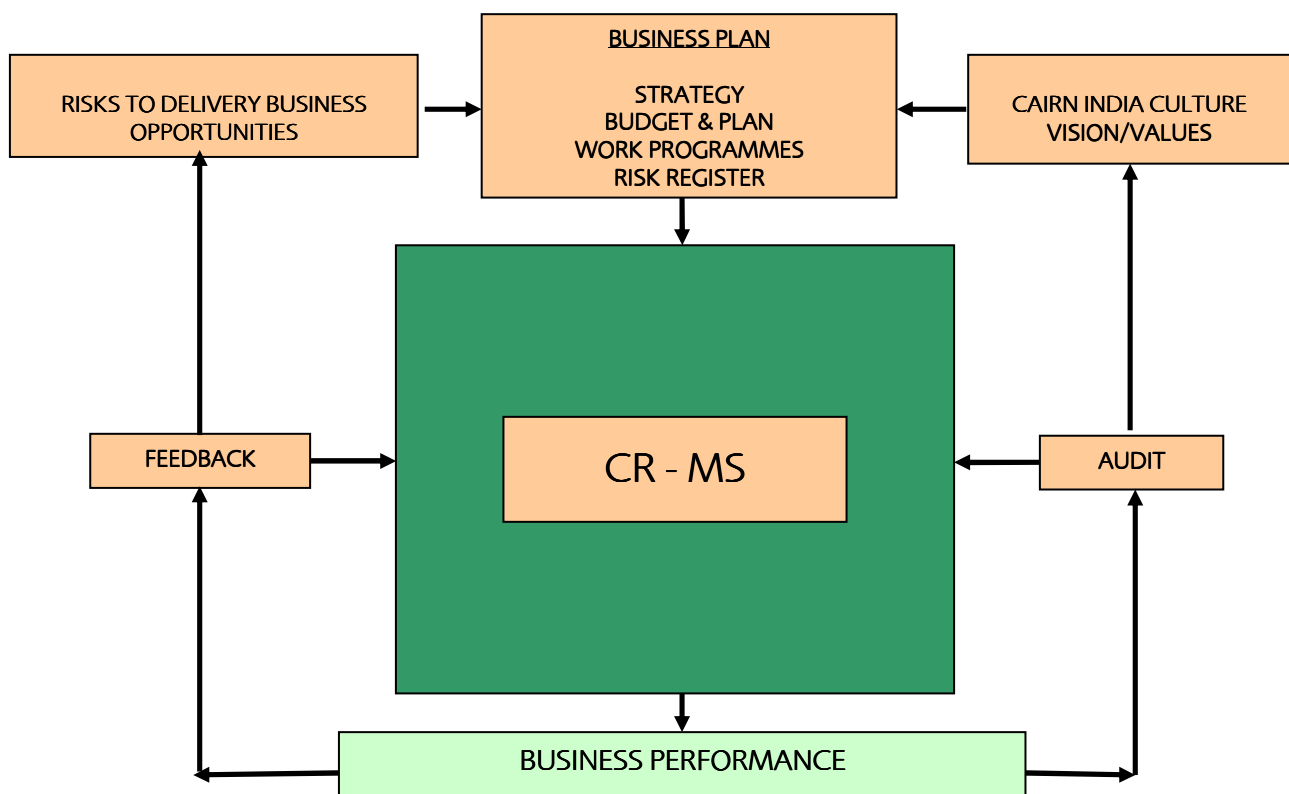 BUSINESS PLAN
STRATEGY
BUDGET & PLAN
WORK PROGRAMMES
RISK REGISTER
RISKS TO DELIVERY BUSINESS
OPPORTUNITIES
CAIRN INDIA CULTURE
VISION/VALUES
FEEDBACK
CR - MS
AUDIT
BUSINESS PERFORMANCE